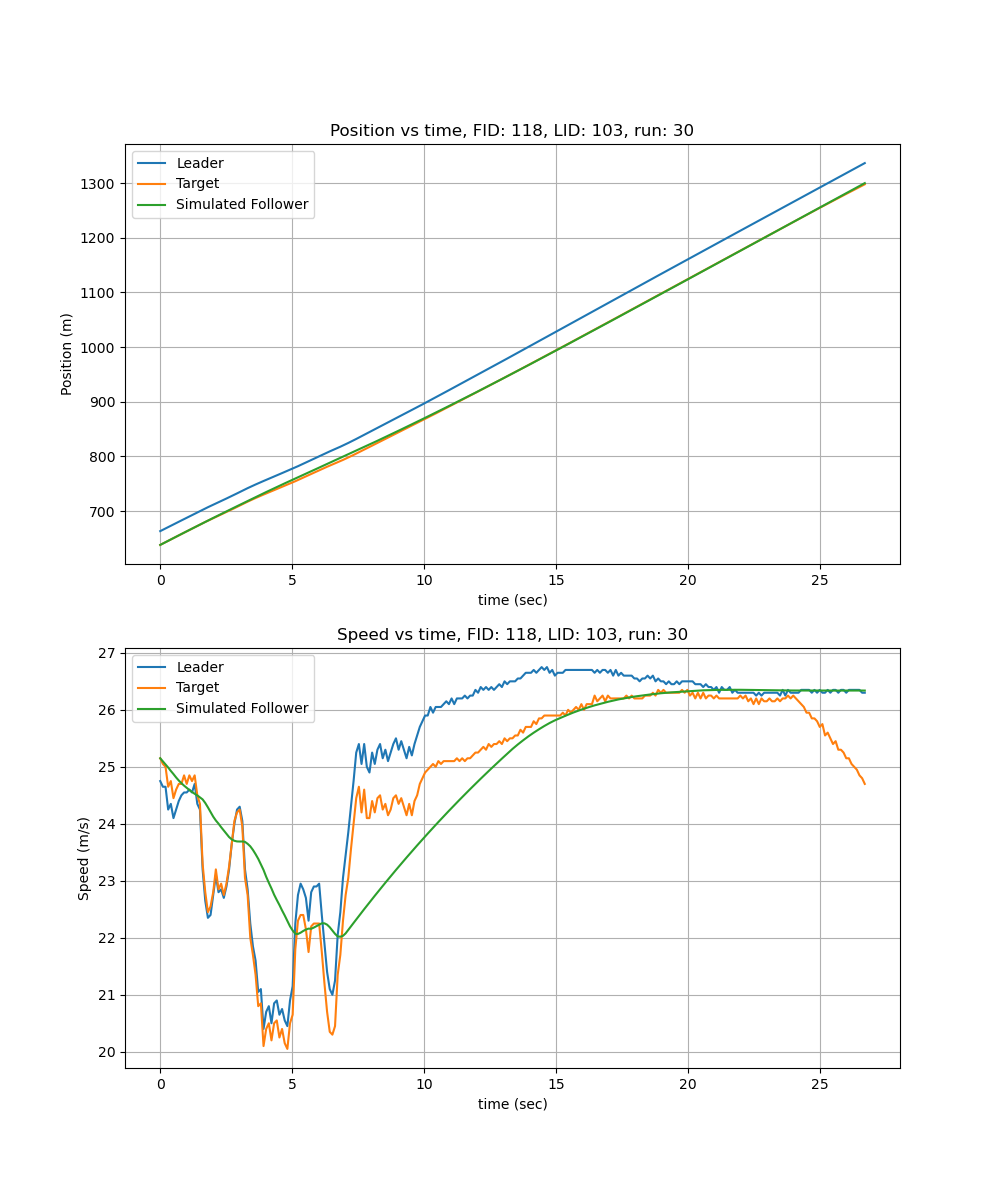 Position vs time, FID: 118, LID: 103, run: 30
Leader
Target
Simulated Follower
1300
1200
1100
1000
900
800
700
Position (m)
0 5 10 15 20 25
time (sec)
Speed vs time, FID: 118, LID: 103, run: 30
Leader
Target
Simulated Follower
27
26
25
24
23
22
21
20
Speed (m/s)
0 5 10 15 20 25
time (sec)